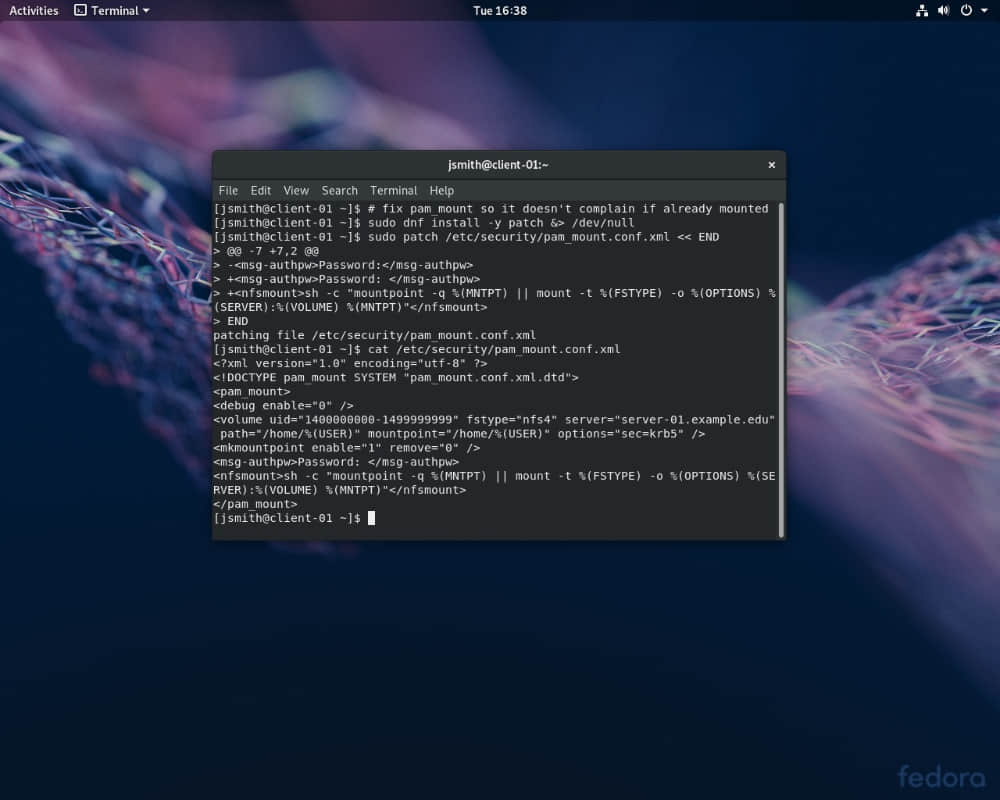 Activities Terminal Tue 16:38
jsmith@client-01:~ ×
File Edit View Search Terminal Help
[jsmith@client-01 ~]$ # fix pam_mount so it doesn't complain if already mounted
[jsmith@client-01 ~]$ sudo dnf install -y patch &> /dev/null
[jsmith@client-01 ~]$ sudo patch /etc/security/pam_mount.conf.xml << END
> @@ -7 +7,2 @@
> -<msg-authpw>Password:</msg-authpw>
> +<msg-authpw>Password: </msg-authpw>
> +<nfsmount>sh -c "mountpoint -q %(MNTPT) || mount -t %(FSTYPE) -o %(OPTIONS) %
(SERVER):%(VOLUME) %(MNTPT)"</nfsmount>
> END
patching file /etc/security/pam_mount.conf.xml
[jsmith@client-01 ~]$ cat /etc/security/pam_mount.conf.xml
<?xml version="1.0" encoding="utf-8" ?>
<!DOCTYPE pam_mount SYSTEM "pam_mount.conf.xml.dtd">
<pam_mount>
<debug enable="0" />
<volume uid="1400000000-1499999999" fstype="nfs4" server="server-01.example.edu"
 path="/home/%(USER)" mountpoint="/home/%(USER)" options="sec=krb5" />
<mkmountpoint enable="1" remove="0" />
<msg-authpw>Password: </msg-authpw>
<nfsmount>sh -c "mountpoint -q %(MNTPT) || mount -t %(FSTYPE) -o %(OPTIONS) %(SE
RVER):%(VOLUME) %(MNTPT)"</nfsmount>
</pam_mount>
[jsmith@client-01 ~]$
fedora